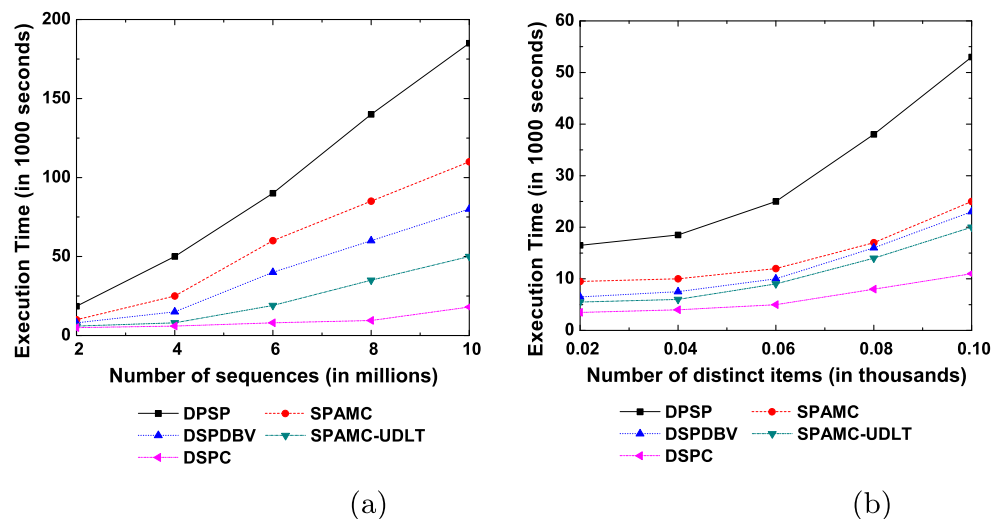 200
150
100
50
0
Execution Time (in 1000 seconds)
2 4 6 8 10
Number of sequences (in millions)
DPSP SPAMC
DSPDBV SPAMC-UDLT
DSPC
(a)
60
50
40
30
20
10
0
Execution Time (in 1000 seconds)
0.02 0.04 0.06 0.08 0.10
Number of distinct items (in thousands)
DPSP SPAMC
DSPDBV SPAMC-UDLT
DSPC
(b)